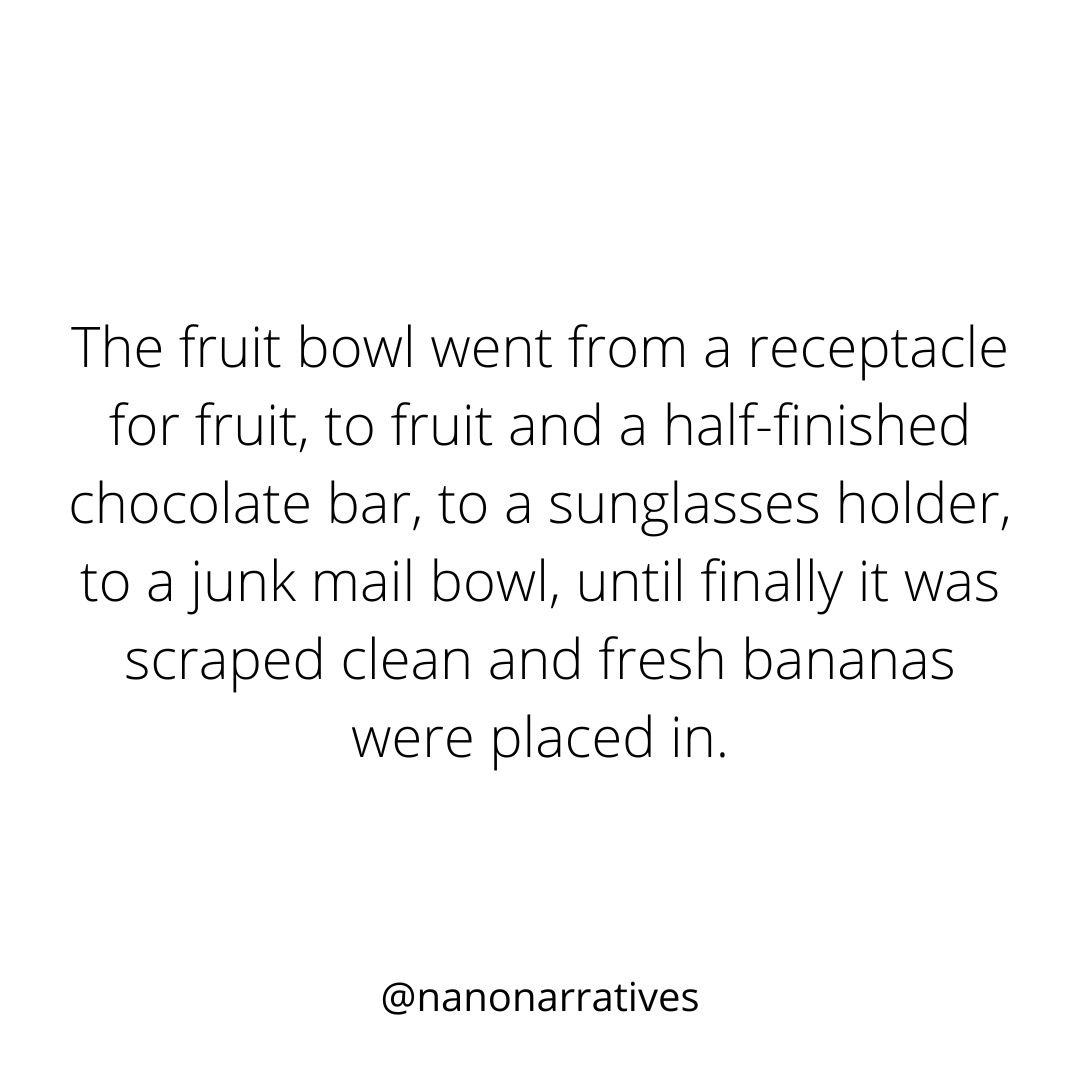 The fruit bowl went from a receptacle
for fruit, to fruit and a half-finished
chocolate bar, to a sunglasses holder,
to a junk mail bowl, until finally it was
scraped clean and fresh bananas
were placed in.
@nanonarratives